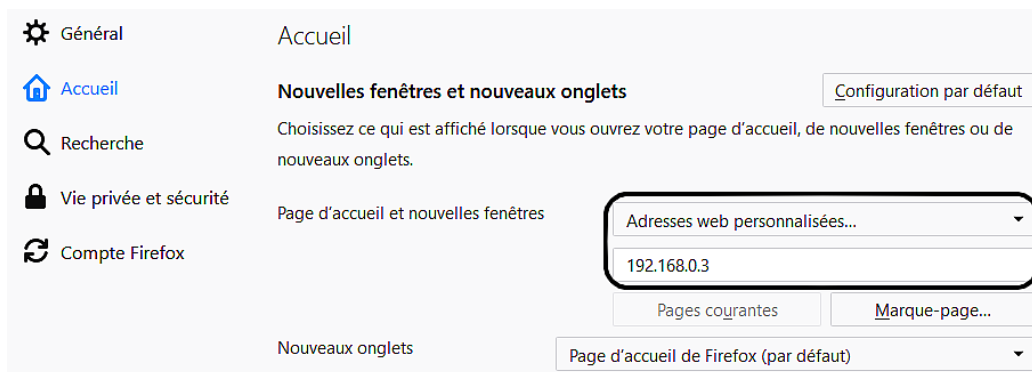 Général
Accueil
Recherche
Vie privée et sécurité
Compte Firefox
Accueil
Nouvelles fenêtres et nouveaux onglets
Configuration par défaut
Choisissez ce qui est affiché lorsque vous ouvrez votre page d'accueil, de nouvelles fenêtres ou de
nouveaux onglets.
Page d'accueil et nouvelles fenêtres
Adresses web personnalisées...
192.168.0.3
Pages courantes
Marque-page...
Nouveaux onglets
Page d'accueil de Firefox (par défaut)